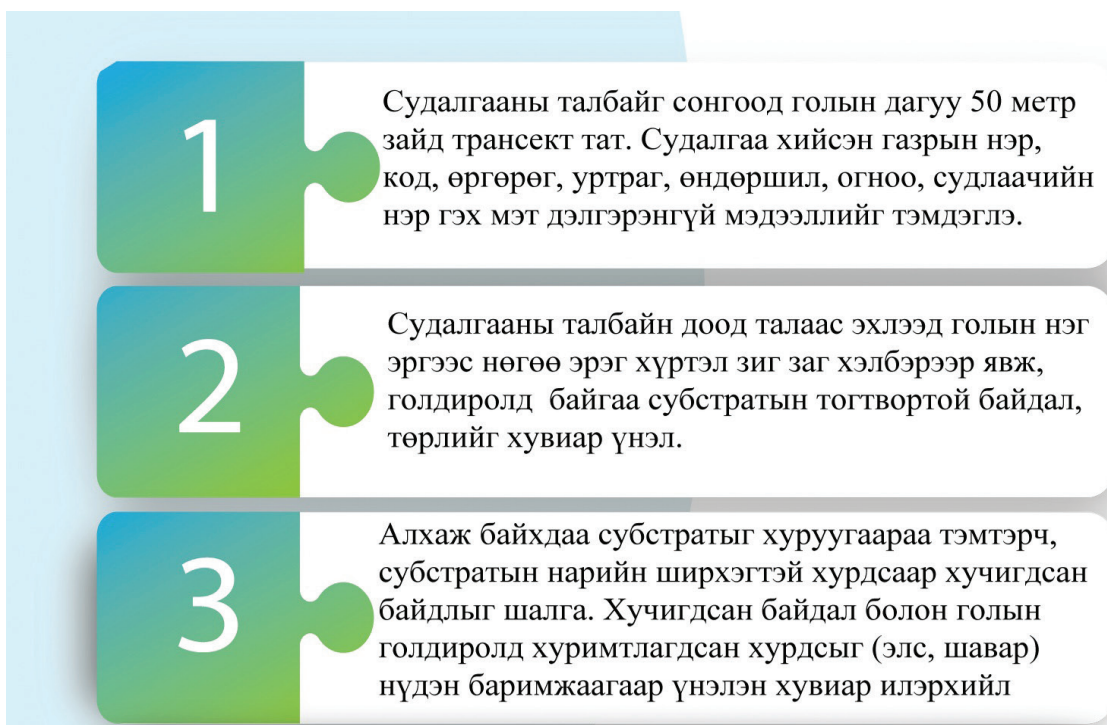 1
Судалгааны талбайг сонгоод голын дагуу 50 метр
зайд трансект тат. Судалгаа хийсэн газрын нэр,
код, өргөрөг, уртраг, өндөршил, огноо, судлаачийн
нэр гэх мэт дэлгэрэнгүй мэдээллийг тэмдэглэ.
2
Судалгааны талбайн доод талаас эхлээд голын нэг
эргээс нөгөө эрэг хүртэл зиг заг хэлбэрээр явж,
голдиролд байгаа субстратын тогтвортой байдал,
төрлийг хувиар үнэл.
3
Алхаж байхдаа субстратыг хуруугаараа тэмтэрч,
субстратын нарийн ширхэгтэй хурдсаар хучигдсан
байдлыг шалга. Хучигдсан байдал болон голын
голдиролд хуримтлагдсан хурдсыг (элс, шавар)
нүдэн баримжаагаар үнэлэн хувиар илэрхийл